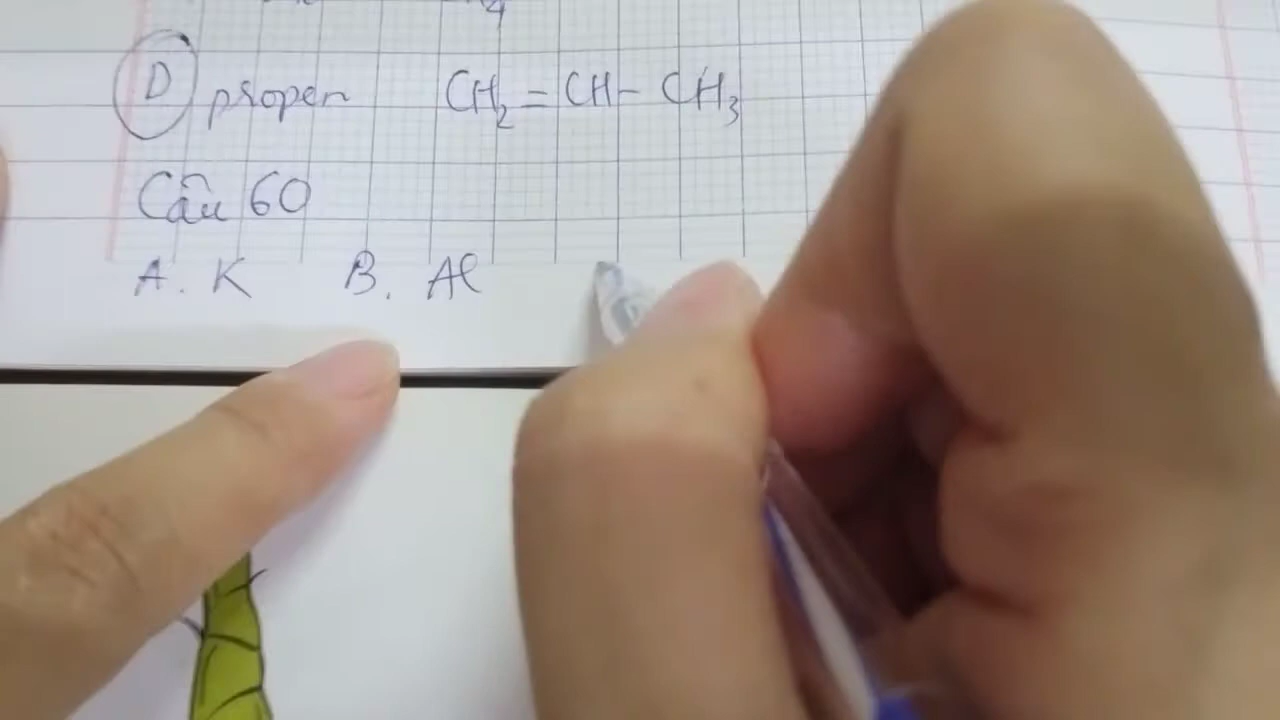 D propen CH₂ = CH - CH₃
Câu 60
A. K B. Al